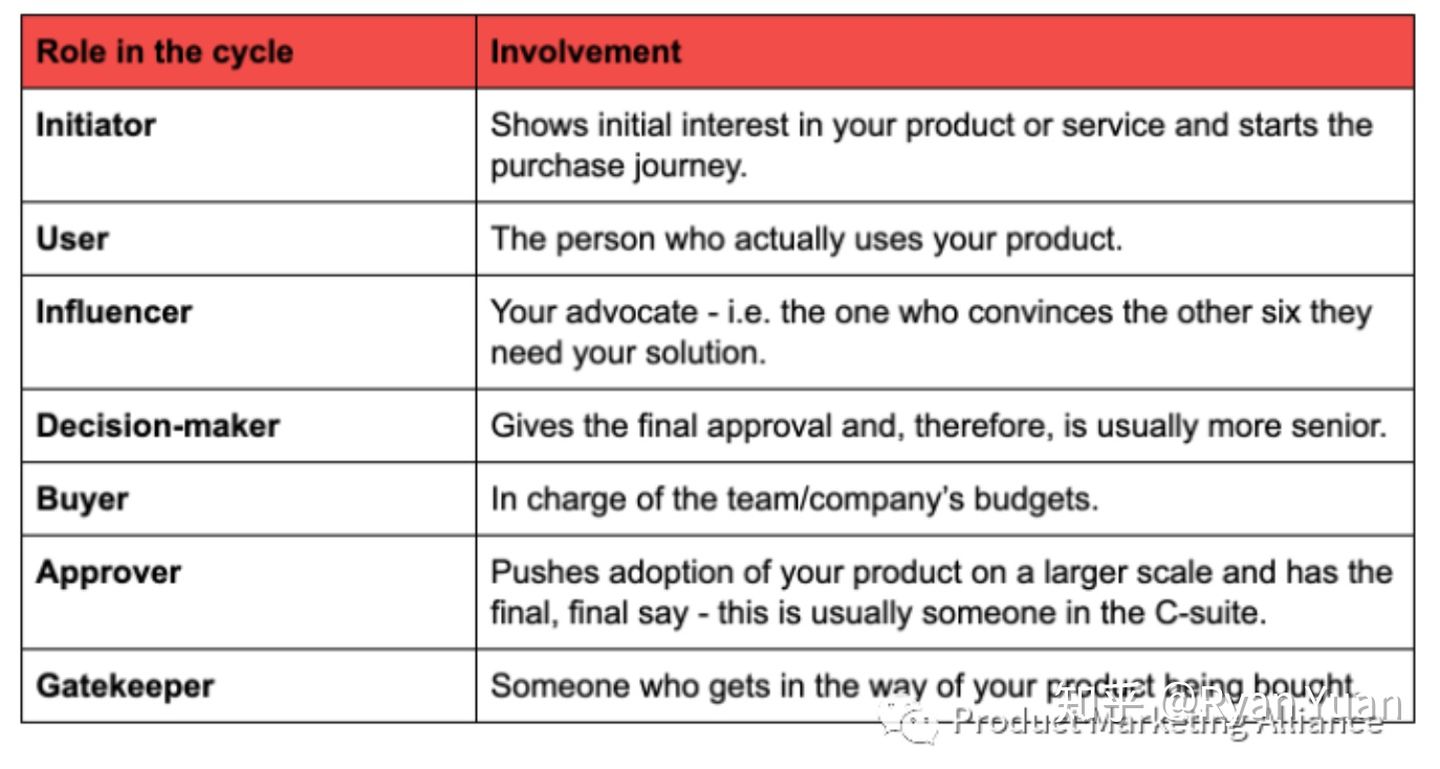 Role in the cycle
Involvement
Initiator
Shows initial interest in your product or service and starts the
purchase journey.
User
The person who actually uses your product.
Influencer
Your advocate - i.e. the one who convinces the other six they
need your solution.
Decision-maker
Gives the final approval and, therefore, is usually more senior.
Buyer
In charge of the team/company’s budgets.
Approver
Pushes adoption of your product on a larger scale and has the
final, final say - this is usually someone in the C-suite.
Gatekeeper
Someone who gets in the way of your product being bought.
知乎 @Ryan Yuan
Product Marketing Alliance